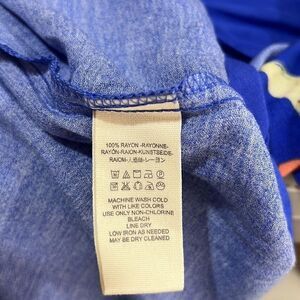 100% RAYON -RAYONNE-
RAYÓN-RAION-KUNSTSEIDE-
RAION-人造絲-レーヨン
MACHINE WASH COLD
WITH LIKE COLORS
USE ONLY NON-CHLORINE
BLEACH
LINE DRY
LOW IRON AS NEEDED
MAY BE DRY CLEANED